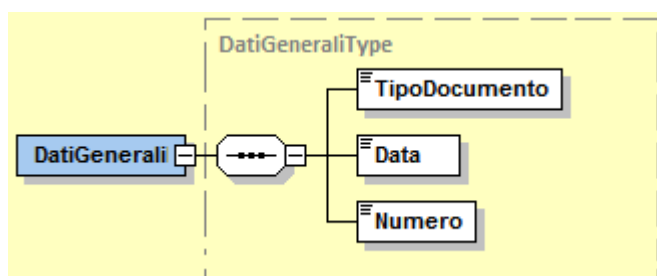 DatiGeneraliType
TipoDocumento
DatiGenerali
Data
Numero